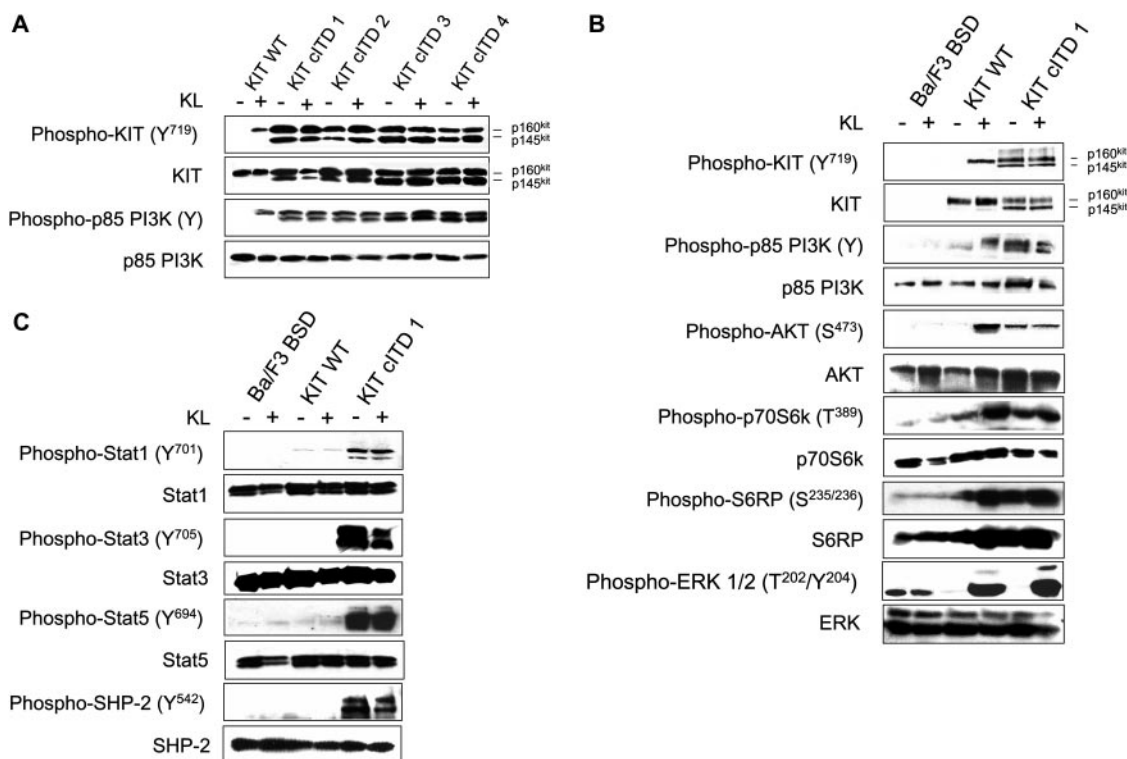 A
KIT WT
KIT cITD 1
KIT cITD 2
KIT cITD 3
KIT cITD 4
KL - + - + - + - + - +
Phospho-KIT (Y⁷¹⁹) p160ᵏⁱᵗ
p145ᵏⁱᵗ
KIT p160ᵏⁱᵗ
p145ᵏⁱᵗ
Phospho-p85 PI3K (Y)
p85 PI3K
B
Ba/F3 BSD
KIT WT
KIT cITD 1
KL - + - + - +
Phospho-KIT (Y⁷¹⁹) p160ᵏⁱᵗ
p145ᵏⁱᵗ
KIT p160ᵏⁱᵗ
p145ᵏⁱᵗ
Phospho-p85 PI3K (Y)
p85 PI3K
Phospho-AKT (S⁴⁷³)
AKT
Phospho-p70S6k (T³⁸⁹)
p70S6k
Phospho-S6RP (S²³⁵/²³⁶)
S6RP
Phospho-ERK 1/2 (T²⁰²/Y²⁰⁴)
ERK
C
Ba/F3 BSD
KIT WT
KIT cITD 1
KL - + - + - +
Phospho-Stat1 (Y⁷⁰¹)
Stat1
Phospho-Stat3 (Y⁷⁰⁵)
Stat3
Phospho-Stat5 (Y⁶⁹⁴)
Stat5
Phospho-SHP-2 (Y⁵⁴²)
SHP-2